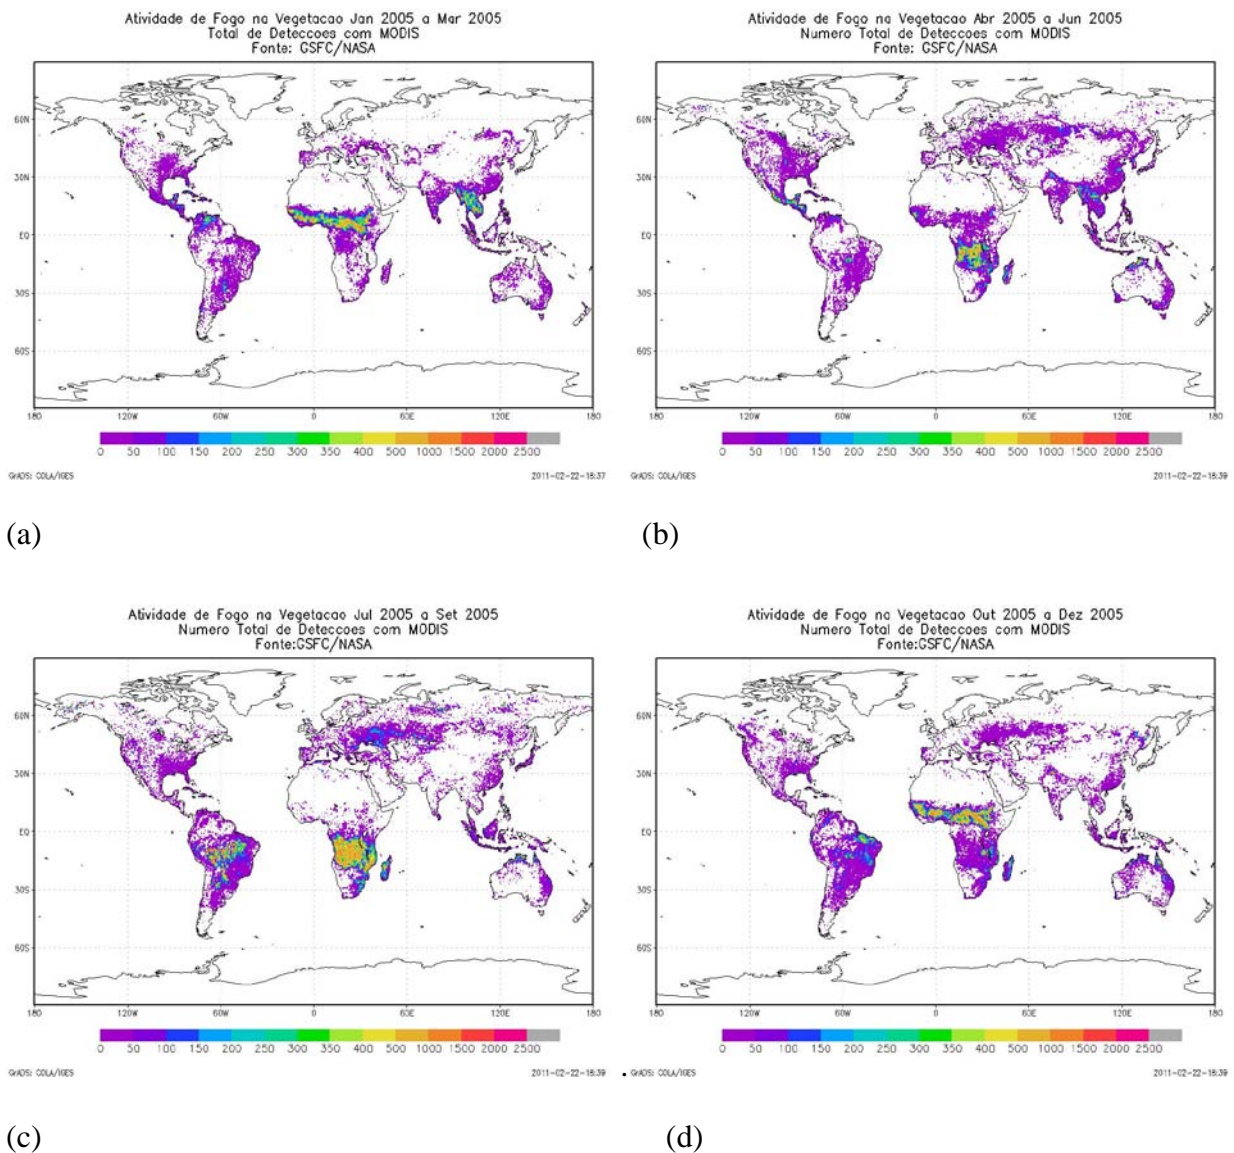 Atividade de Fogo na Vegetacao Jan 2005 a Mar 2005
Total de Deteccoes com MODIS
Fonte: GSFC/NASA
60N
30N
EQ
30S
60S
180 120W 60W 0 60E 120E 180
0 50 100 150 200 250 300 350 400 500 1000 1500 2000 2500
GrADS: COLA/IGES 2011-02-22-18:37
(a)
Atividade de Fogo na Vegetacao Abr 2005 a Jun 2005
Numero Total de Deteccoes com MODIS
Fonte: GSFC/NASA
60N
30N
EQ
30S
60S
180 120W 60W 0 60E 120E 180
0 50 100 150 200 250 300 350 400 500 1000 1500 2000 2500
GrADS: COLA/IGES 2011-02-22-18:39
(b)
Atividade de Fogo na Vegetacao Jul 2005 a Set 2005
Numero Total de Deteccoes com MODIS
Fonte:GSFC/NASA
60N
30N
EQ
30S
60S
180 120W 60W 0 60E 120E 180
0 50 100 150 200 250 300 350 400 500 1000 1500 2000 2500
GrADS: COLA/IGES 2011-02-22-18:39
.
(c)
Atividade de Fogo na Vegetacao Out 2005 a Dez 2005
Numero Total de Deteccoes com MODIS
Fonte:GSFC/NASA
60N
30N
EQ
30S
60S
180 120W 60W 0 60E 120E 180
0 50 100 150 200 250 300 350 400 500 1000 1500 2000 2500
GrADS: COLA/IGES 2011-02-22-18:39
(d)